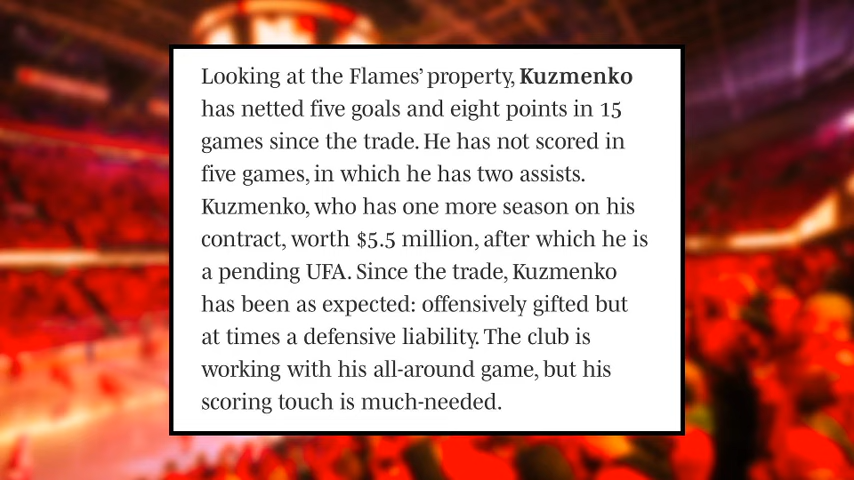 Looking at the Flames’ property, Kuzmenko
has netted five goals and eight points in 15
games since the trade. He has not scored in
five games, in which he has two assists.
Kuzmenko, who has one more season on his
contract, worth $5.5 million, after which he is
a pending UFA. Since the trade, Kuzmenko
has been as expected: offensively gifted but
at times a defensive liability. The club is
working with his all-around game, but his
scoring touch is much-needed.